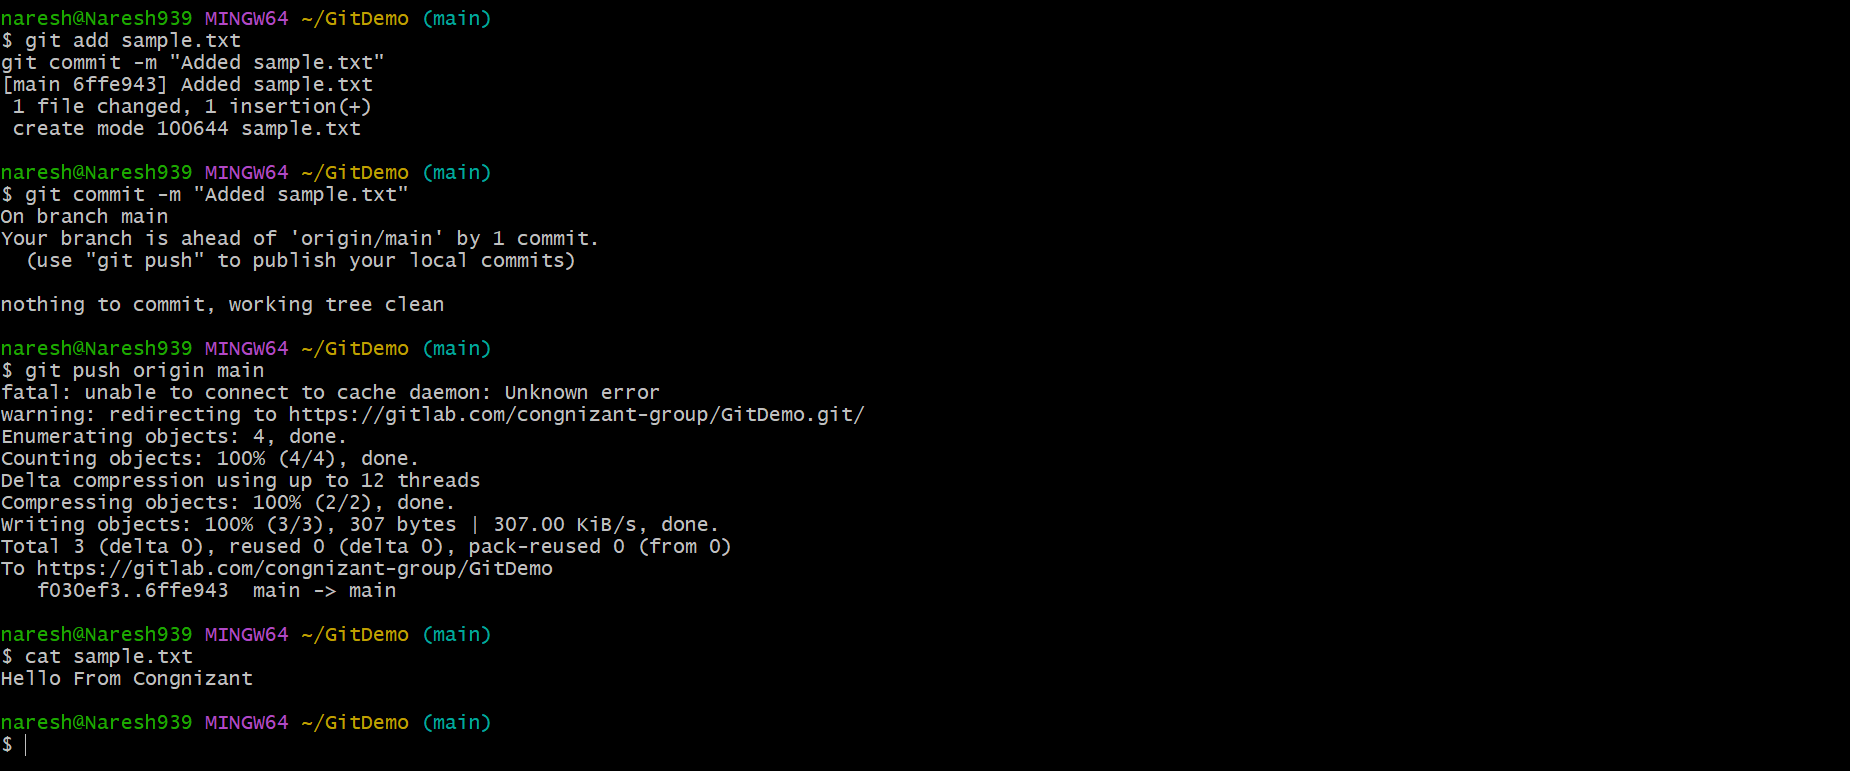 naresh@Naresh939 MINGW64 ~/GitDemo (main)
$ git add sample.txt
git commit -m "Added sample.txt"
[main 6ffe943] Added sample.txt
 1 file changed, 1 insertion(+)
 create mode 100644 sample.txt

naresh@Naresh939 MINGW64 ~/GitDemo (main)
$ git commit -m "Added sample.txt"
On branch main
Your branch is ahead of 'origin/main' by 1 commit.
  (use "git push" to publish your local commits)

nothing to commit, working tree clean

naresh@Naresh939 MINGW64 ~/GitDemo (main)
$ git push origin main
fatal: unable to connect to cache daemon: Unknown error
warning: redirecting to https://gitlab.com/congnizant-group/GitDemo.git/
Enumerating objects: 4, done.
Counting objects: 100% (4/4), done.
Delta compression using up to 12 threads
Compressing objects: 100% (2/2), done.
Writing objects: 100% (3/3), 307 bytes | 307.00 KiB/s, done.
Total 3 (delta 0), reused 0 (delta 0), pack-reused 0 (from 0)
To https://gitlab.com/congnizant-group/GitDemo
   f030ef3..6ffe943  main -> main

naresh@Naresh939 MINGW64 ~/GitDemo (main)
$ cat sample.txt
Hello From Congnizant

naresh@Naresh939 MINGW64 ~/GitDemo (main)
$